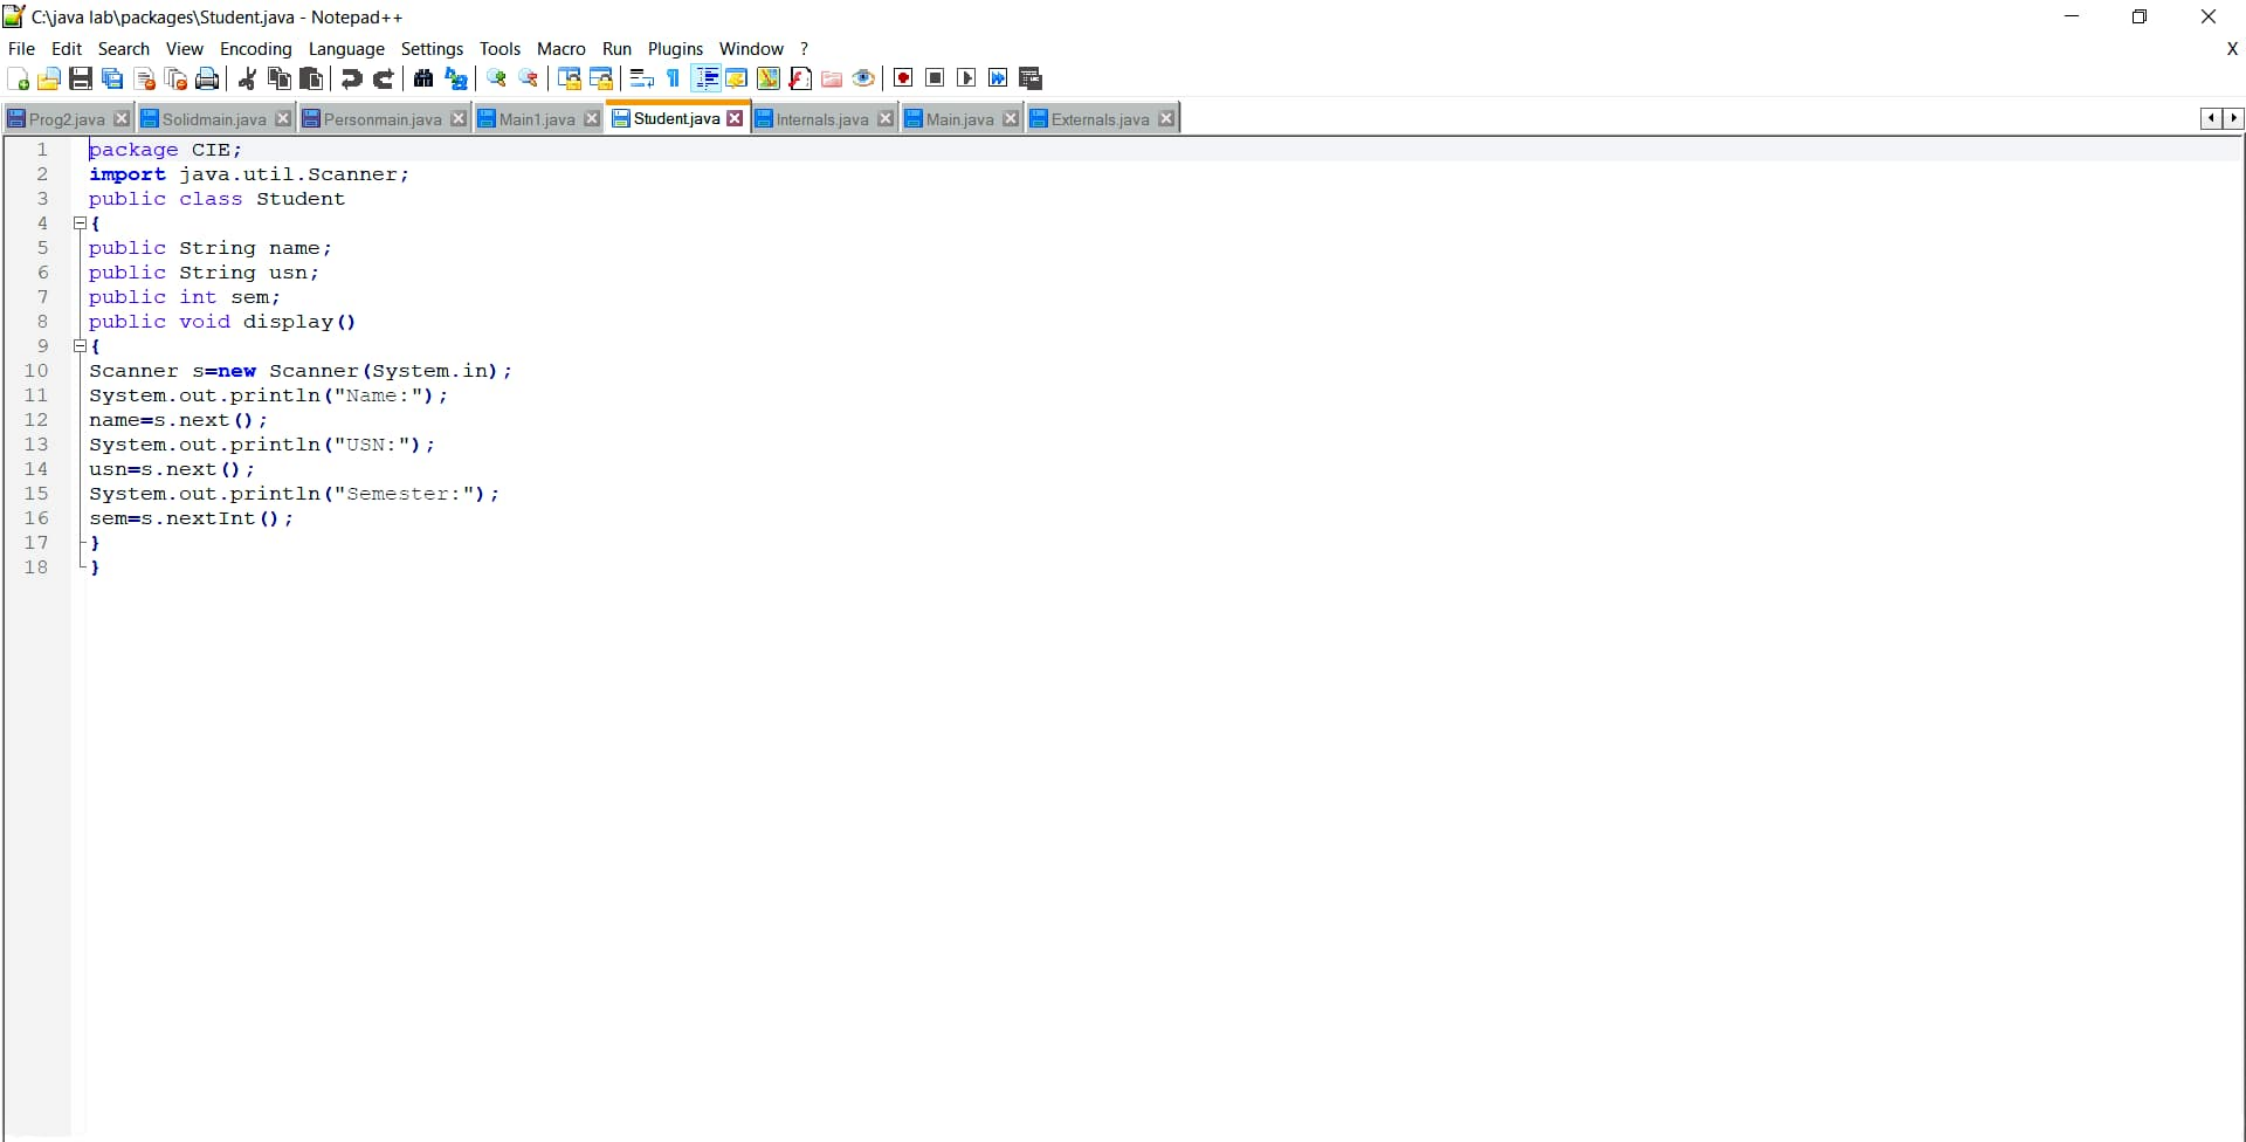 C:\java lab\packages\Student.java - Notepad++
File Edit Search View Encoding Language Settings Tools Macro Run Plugins Window ? X
Prog2.java Solidmain.java Personmain.java Main1.java Student.java Internals.java Main.java Externals.java
1 package CIE;
2 import java.util.Scanner;
3 public class Student
4 {
5 public String name;
6 public String usn;
7 public int sem;
8 public void display()
9 {
10 Scanner s=new Scanner(System.in);
11 System.out.println("Name:");
12 name=s.next();
13 System.out.println("USN:");
14 usn=s.next();
15 System.out.println("Semester:");
16 sem=s.nextInt();
17 }
18 }